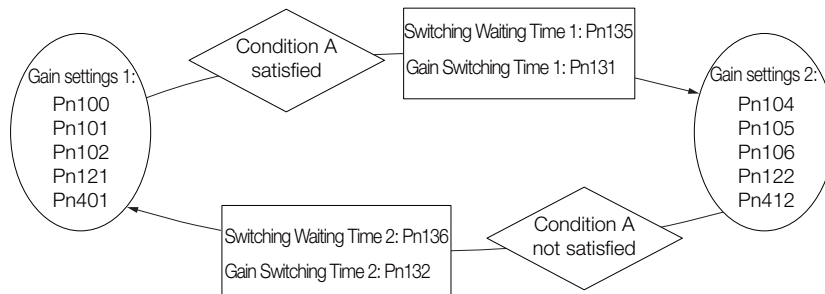 Gain settings 1:
Pn100
Pn101
Pn102
Pn121
Pn401
Condition A
satisfied
Switching Waiting Time 1: Pn135
Gain Switching Time 1: Pn131
Gain settings 2:
Pn104
Pn105
Pn106
Pn122
Pn412
Condition A
not satisfied
Switching Waiting Time 2: Pn136
Gain Switching Time 2: Pn132